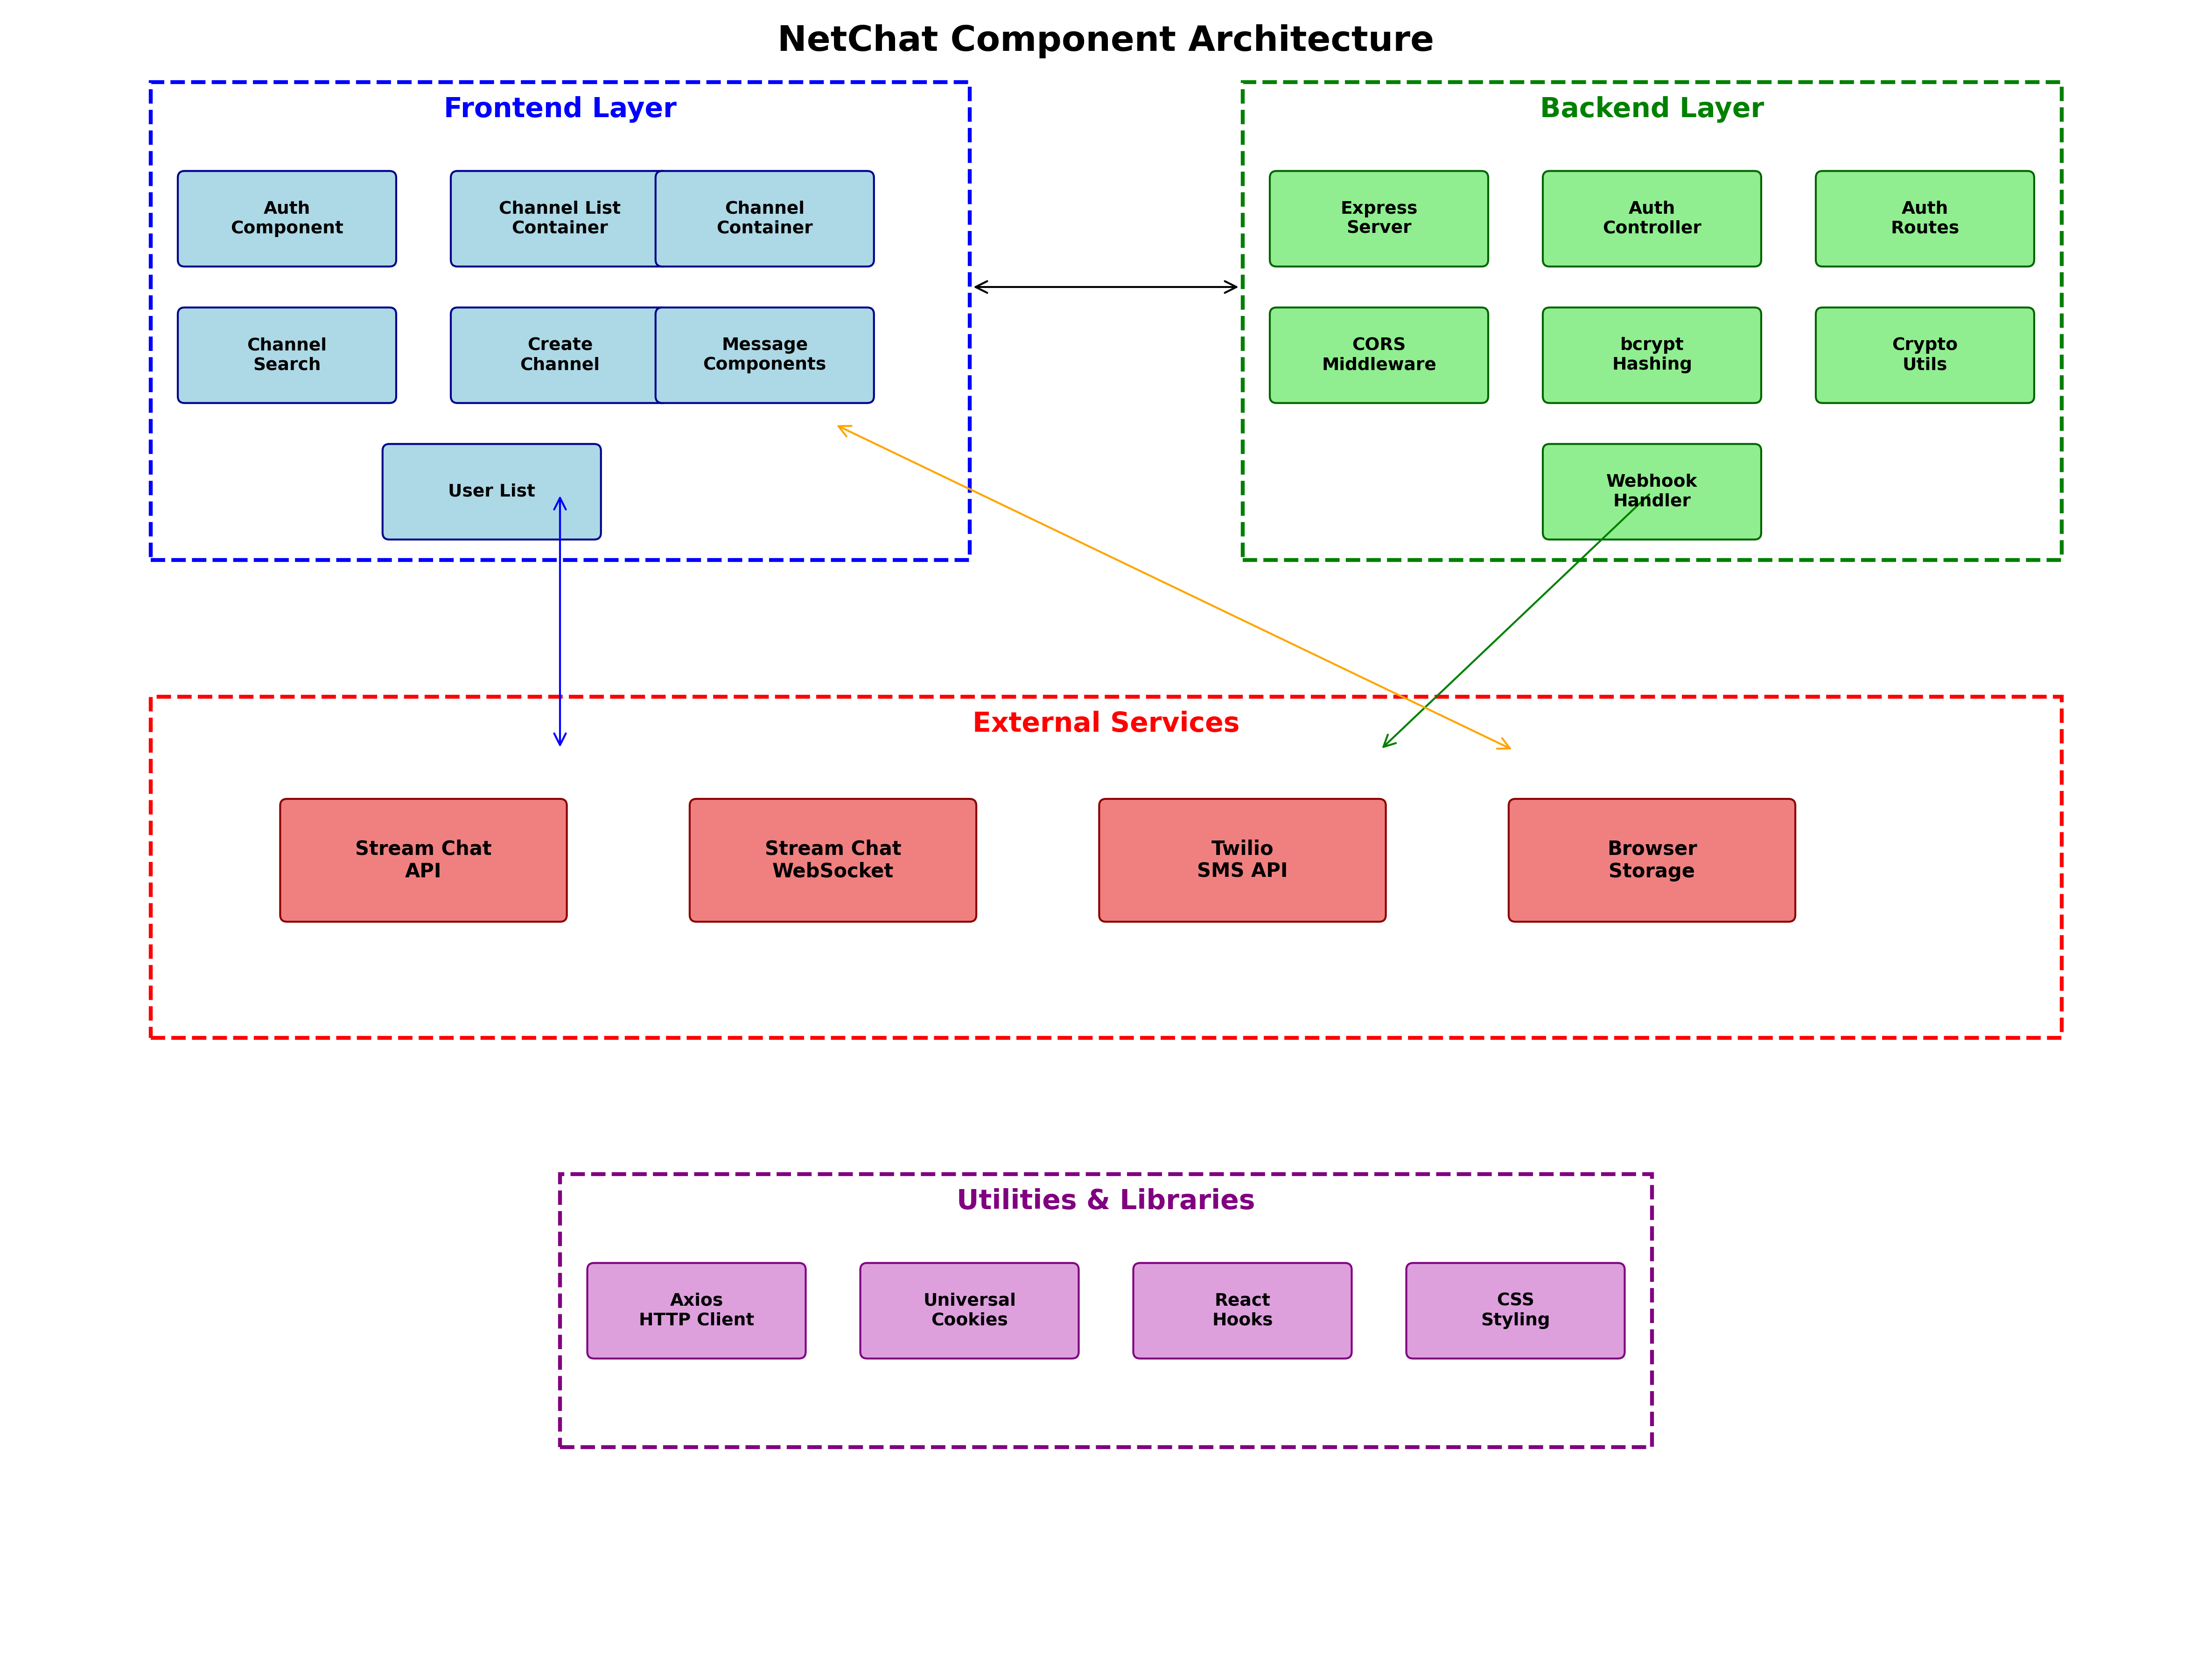 NetChat Component Architecture
Frontend Layer
Auth
Component
Channel List
Container
Channel
Container
Channel
Search
Create
Channel
Message
Components
User List
Backend Layer
Express
Server
Auth
Controller
Auth
Routes
CORS
Middleware
bcrypt
Hashing
Crypto
Utils
Webhook
Handler
External Services
Stream Chat
API
Stream Chat
WebSocket
Twilio
SMS API
Browser
Storage
Utilities & Libraries
Axios
HTTP Client
Universal
Cookies
React
Hooks
CSS
Styling